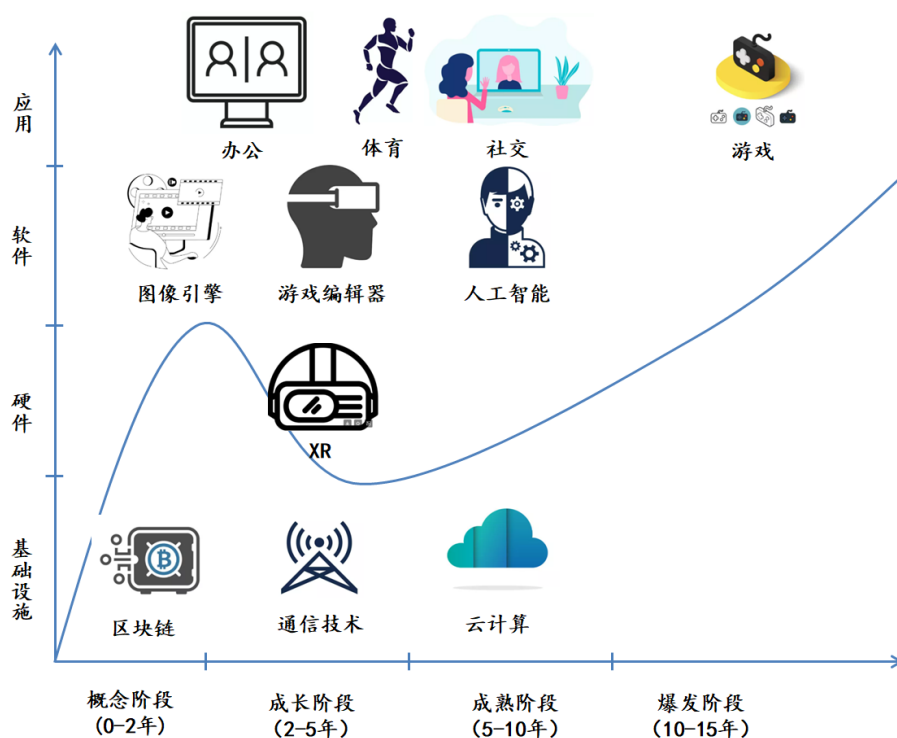 应用
办公
体育
社交
游戏
软件
图像引擎
游戏编辑器
人工智能
硬件
XR
基础设施
区块链
通信技术
云计算
概念阶段
(0-2年)
成长阶段
(2-5年)
成熟阶段
(5-10年)
爆发阶段
(10-15年)